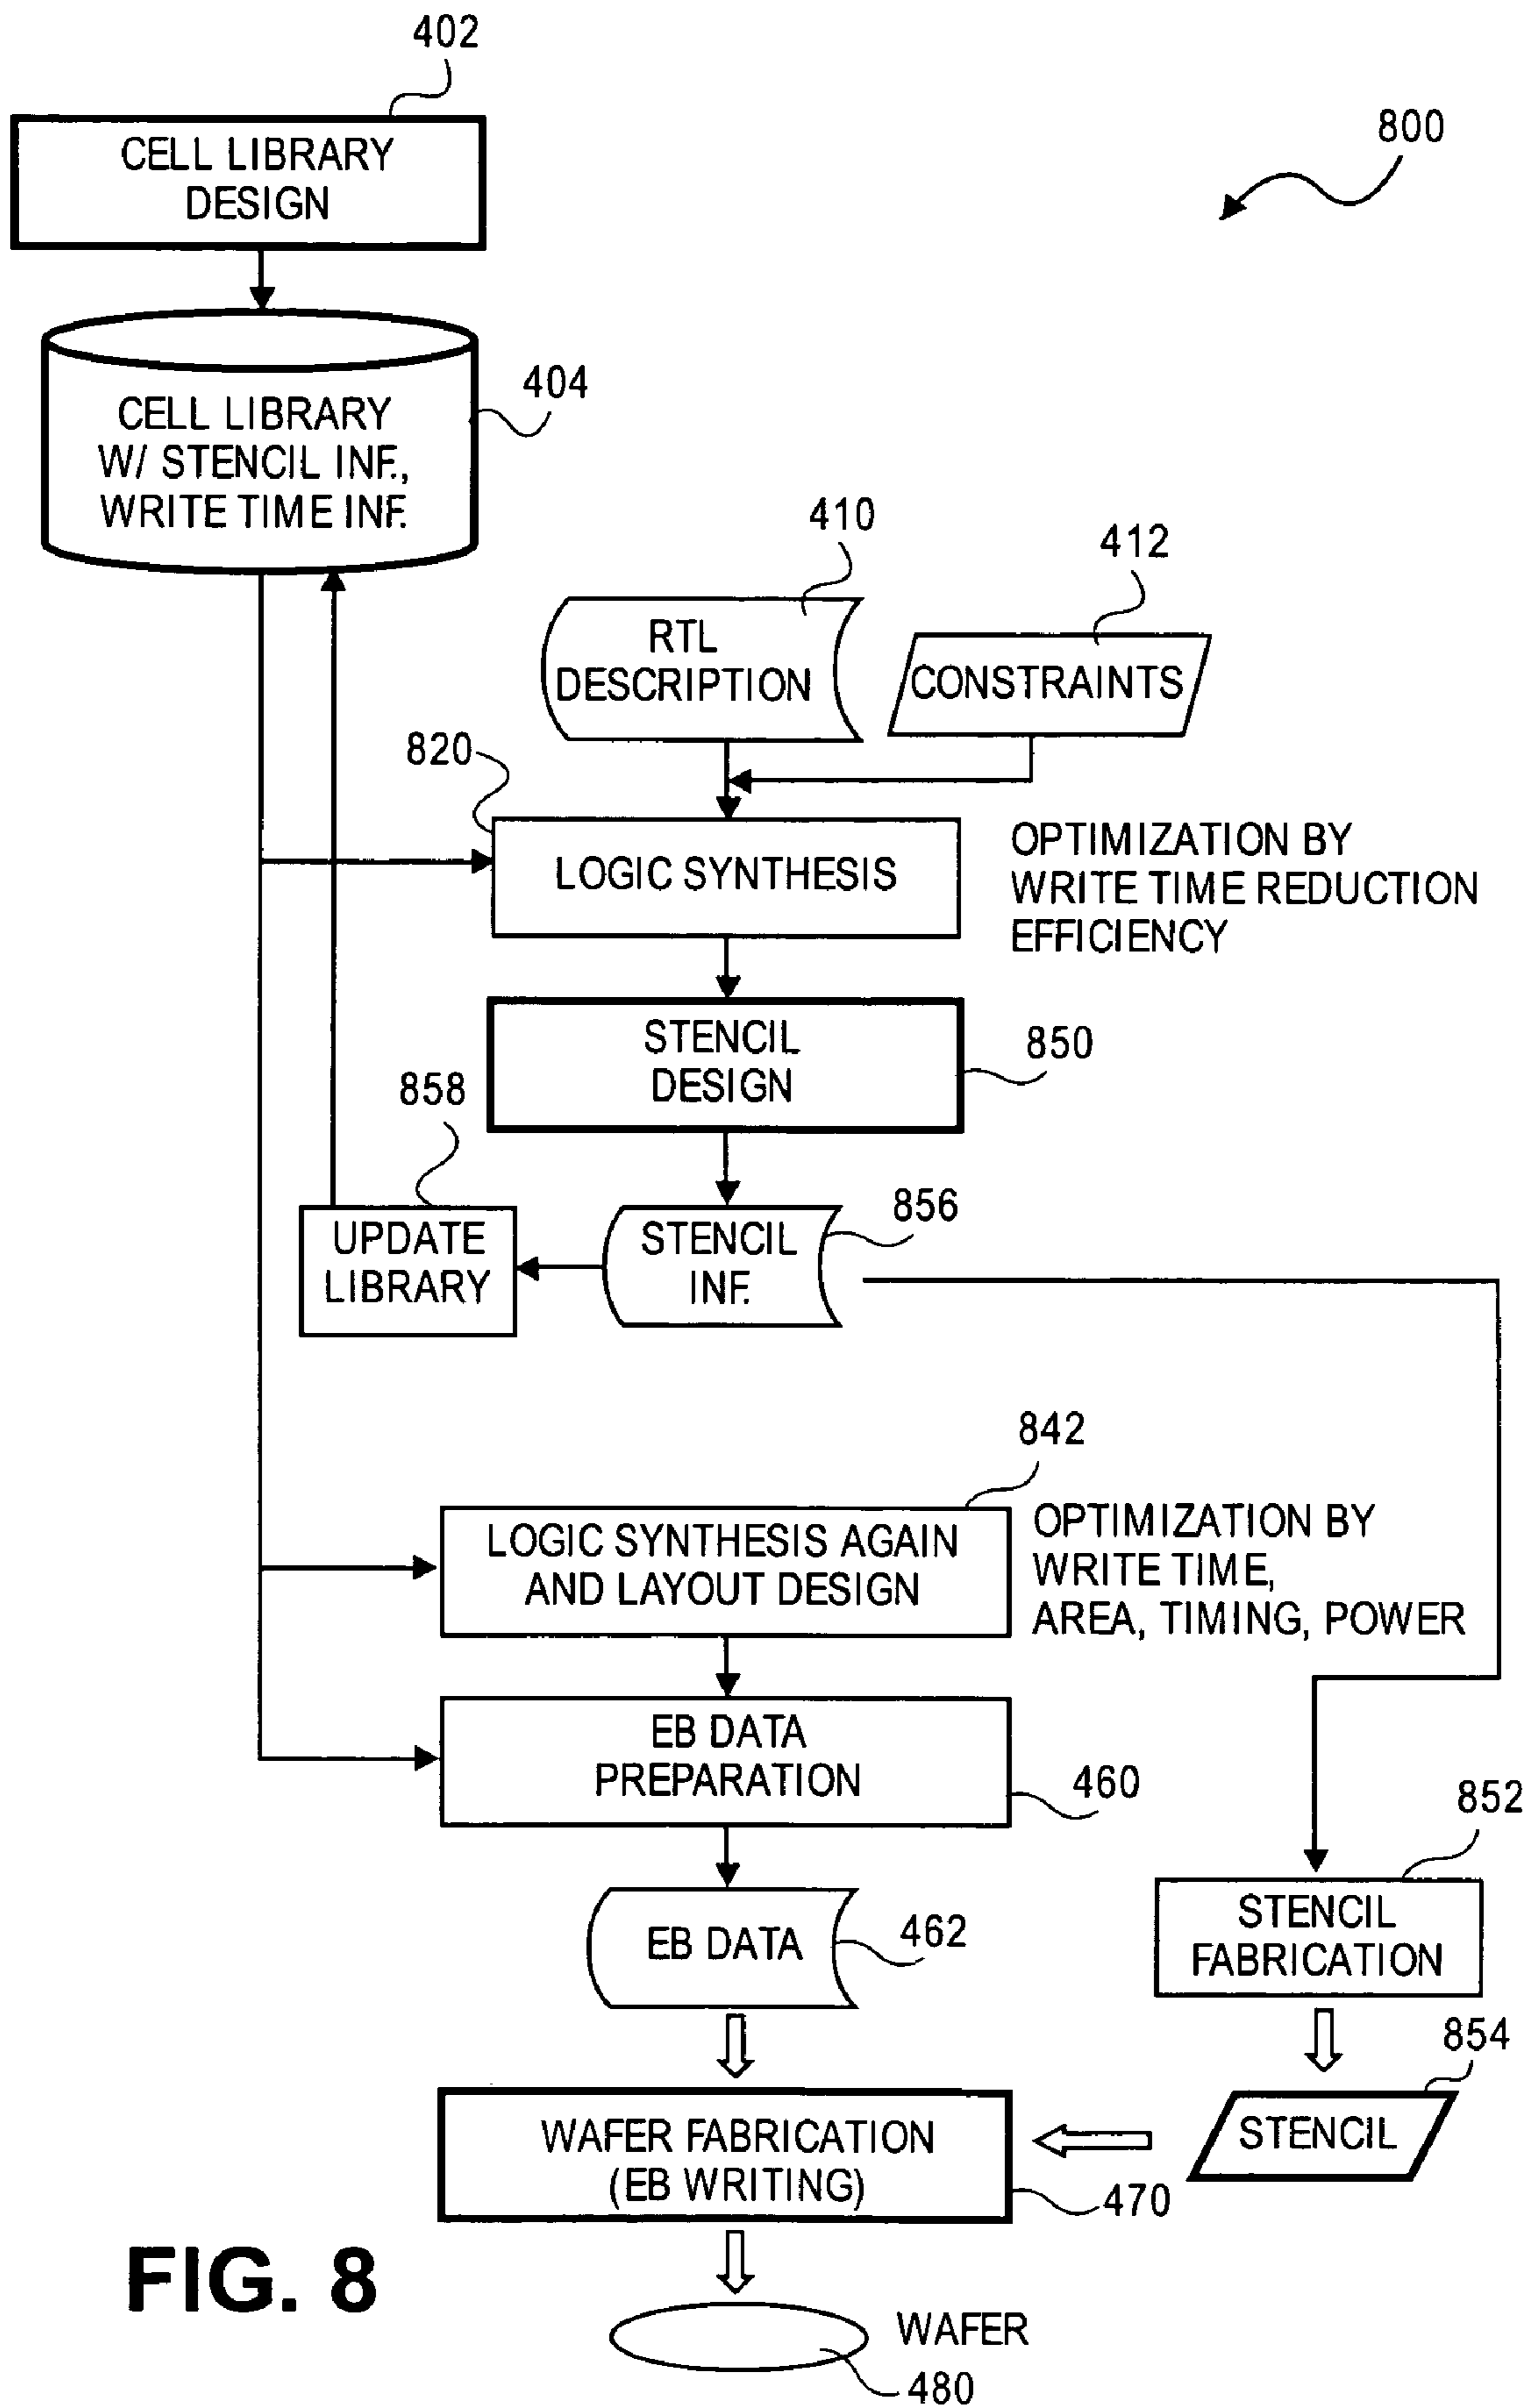 402
800
CELL LIBRARY
DESIGN
404
CELL LIBRARY
W/ STENCIL INF.,
WRITE TIME INF.
410
412
RTL
DESCRIPTION
CONSTRAINTS
820
LOGIC SYNTHESIS
OPTIMIZATION BY
WRITE TIME REDUCTION
EFFICIENCY
STENCIL
DESIGN
850
858
UPDATE
LIBRARY
STENCIL
INF.
856
842
LOGIC SYNTHESIS AGAIN
AND LAYOUT DESIGN
OPTIMIZATION BY
WRITE TIME,
AREA, TIMING, POWER
EB DATA
PREPARATION
460
852
EB DATA
462
STENCIL
FABRICATION
854
WAFER FABRICATION
(EB WRITING)
470
STENCIL
FIG. 8
WAFER
480